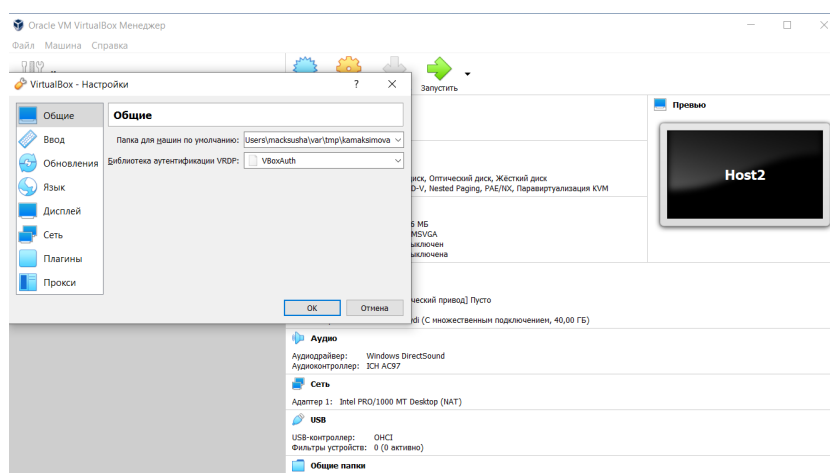 Oracle VM VirtualBox Менеджер
Файл Машина Справка
Запустить
VirtualBox - Настройки
?
Общие
Ввод
Обновления
Язык
Дисплей
Сеть
Плагины
Прокси
Общие
Папка для машин по умолчанию: Users\macksusha\var\tmp\kamaksimova
Библиотека аутентификации VRDP: VBoxAuth
OK Отмена
Превью
Host2
диск, Оптический диск, Жёсткий диск
D-V, Nested Paging, PAE/NX, Паравиртуализация KVM
6 МБ
MSVGA
ыключен
ыключена
ческий привод] Пусто
vdi (С множественным подключением, 40,00 ГБ)
Аудио
Аудиодрайвер: Windows DirectSound
Аудиоконтроллер: ICH AC97
Сеть
Адаптер 1: Intel PRO/1000 MT Desktop (NAT)
USB
USB-контроллер: OHCI
Фильтры устройств: 0 (0 активно)
Общие папки